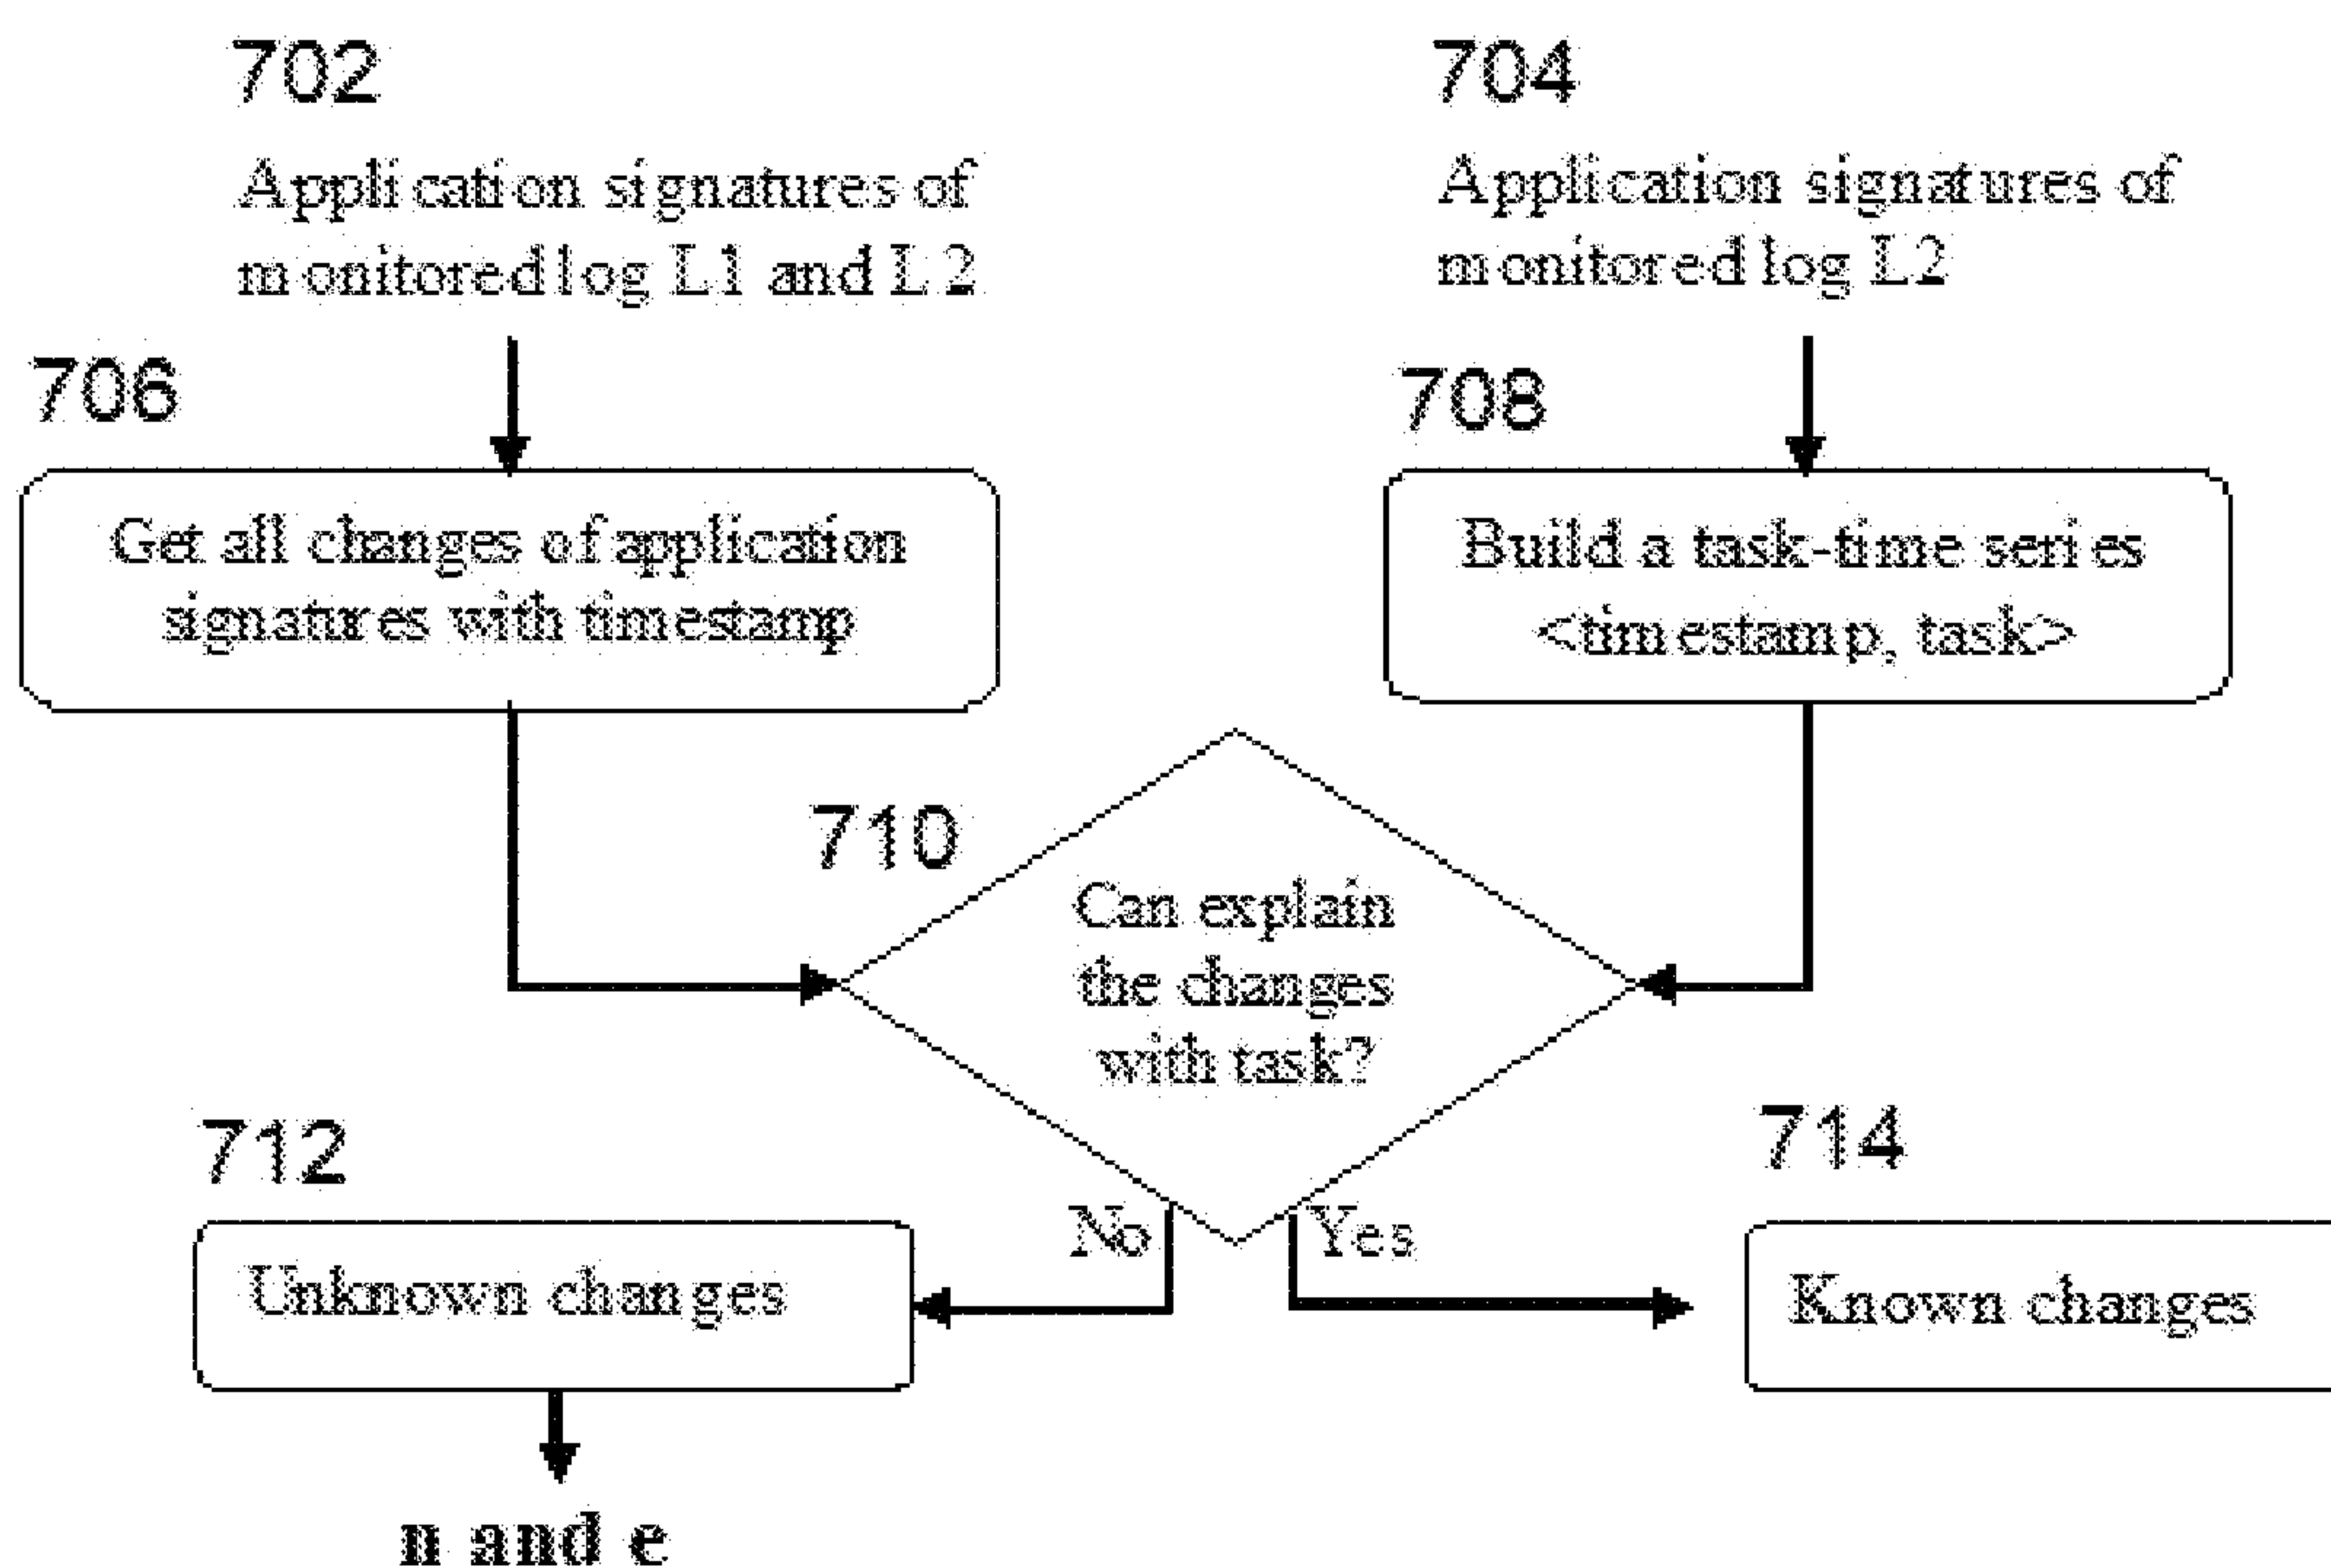 702
Application signatures of
monitored log L1 and L2
704
Application signatures of
monitored log L2
706
Get all changes of application
signatures with timestamp
708
Build a task-time series
<timestamp, task>
710
Can explain
the changes
with task?
No
Yes
712
Unknown changes
714
Known changes
n and e